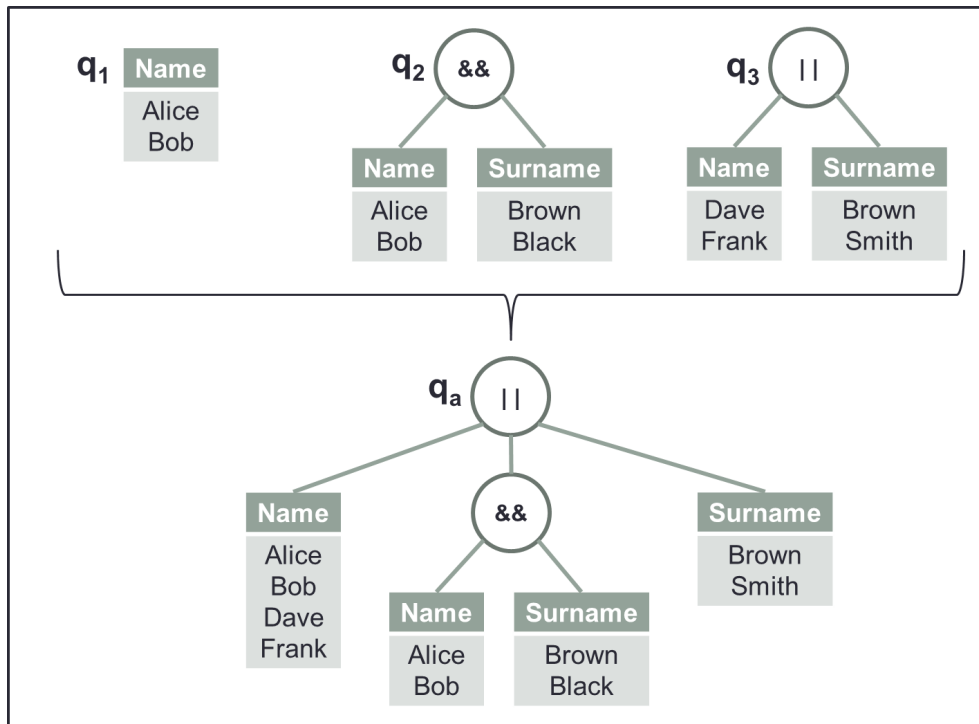 q1 Name
Alice
Bob
q2 &&
Name Surname
Alice Brown
Bob Black
q3 ||
Name Surname
Dave Brown
Frank Smith
qa ||
Name
Alice
Bob
Dave
Frank
&&
Name Surname
Alice Brown
Bob Black
Surname
Brown
Smith